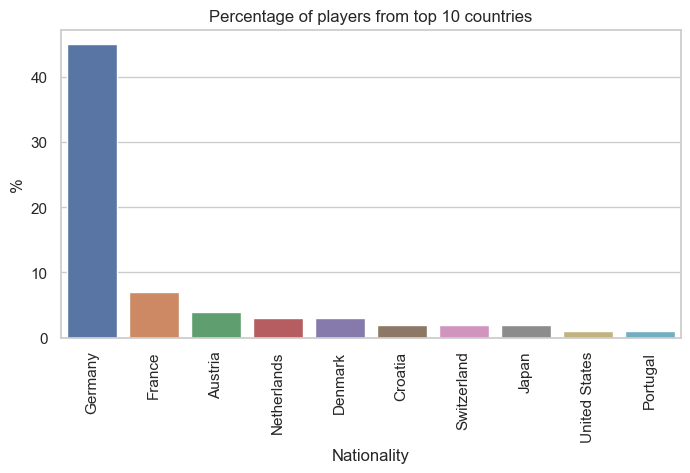 Percentage of players from top 10 countries
%
40
30
20
10
0
Germany
France
Austria
Netherlands
Denmark
Croatia
Switzerland
Japan
United States
Portugal
Nationality